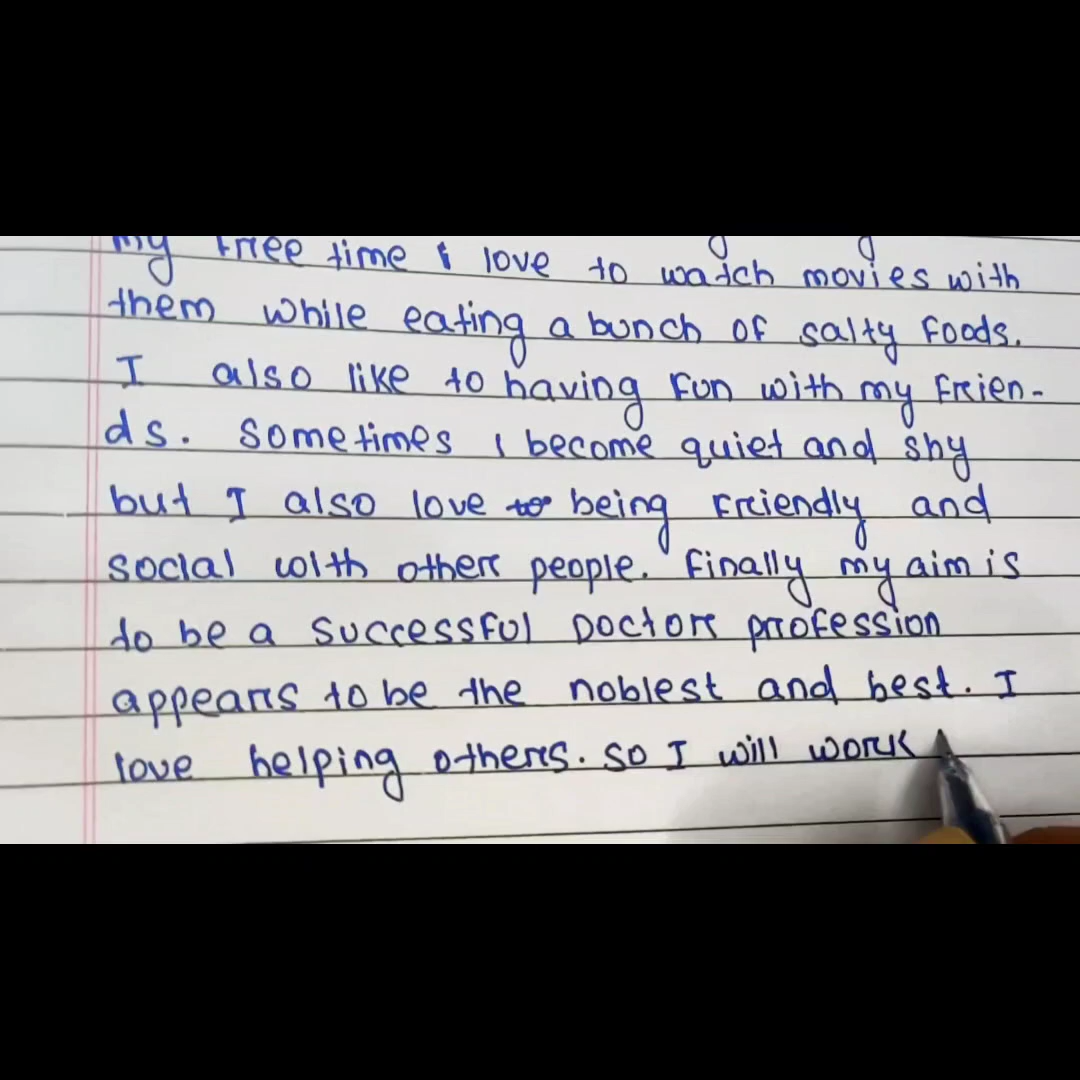 my free time I love to watch movies with
them while eating a bunch of salty foods.
I also like to having fun with my frien-
ds. sometimes I become quiet and shy
but I also love to being friendly and
social with other people. finally my aim is
to be a successful Doctor profession
appears to be the noblest and best. I
love helping others. so I will work